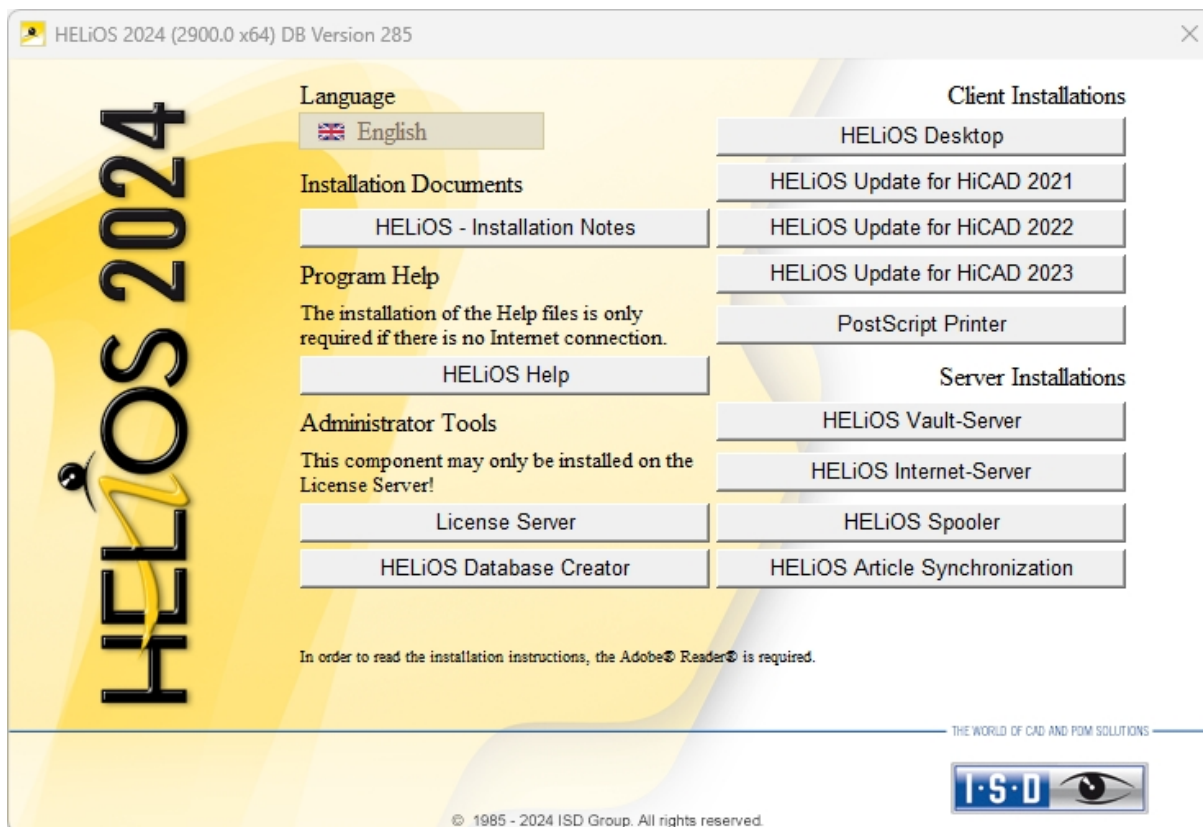 HELiOS 2024 (2900.0 x64) DB Version 285
HELiOS 2024
Language
English
Installation Documents
HELiOS - Installation Notes
Program Help
The installation of the Help files is only
required if there is no Internet connection.
HELiOS Help
Administrator Tools
This component may only be installed on the
License Server!
License Server
HELiOS Database Creator
Client Installations
HELiOS Desktop
HELiOS Update for HiCAD 2021
HELiOS Update for HiCAD 2022
HELiOS Update for HiCAD 2023
PostScript Printer
Server Installations
HELiOS Vault-Server
HELiOS Internet-Server
HELiOS Spooler
HELiOS Article Synchronization
In order to read the installation instructions, the Adobe® Reader® is required.
THE WORLD OF CAD AND PDM SOLUTIONS
I·S·D
© 1985 - 2024 ISD Group. All rights reserved.